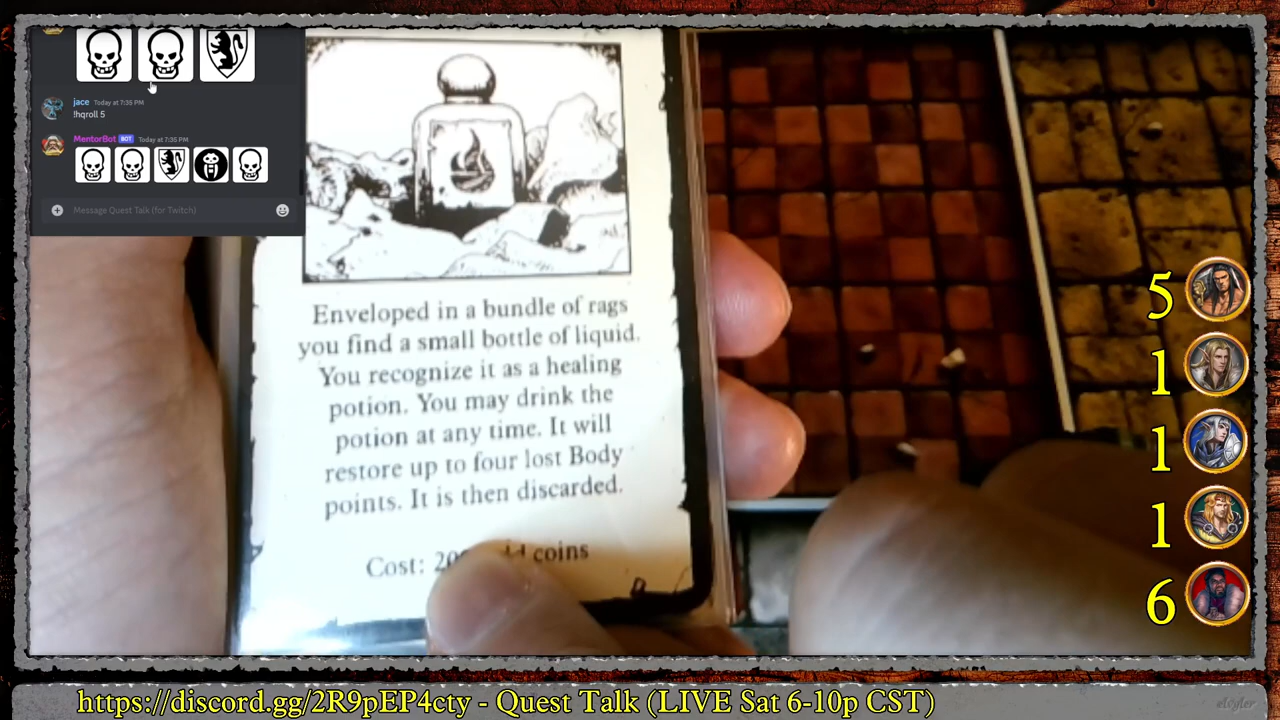 jace Today at 7:35 PM
!hqroll 5
MentorBot BOT Today at 7:35 PM
Message Quest Talk (for Twitch)
Enveloped in a bundle of rags
you find a small bottle of liquid.
You recognize it as a healing
potion. You may drink the
potion at any time. It will
restore up to four lost Body
points. It is then discarded.
Cost: coins
5
1
1
1
6
https://discord.gg/2R9pEP4cty - Quest Talk (LIVE Sat 6-10p CST)